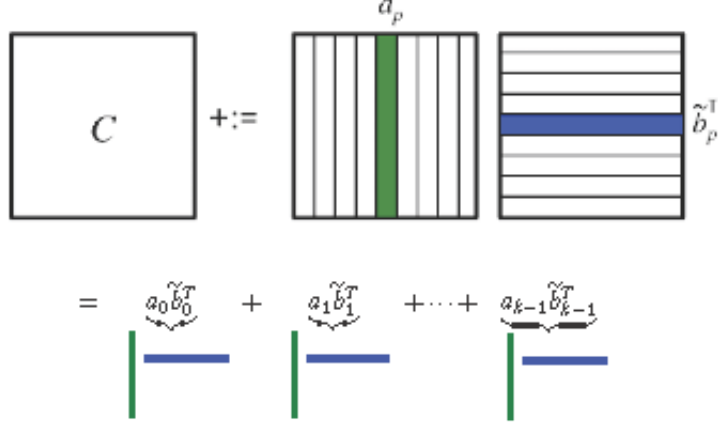 a_p
C +:= b̃_p^T
= a_0 b̃_0^T + a_1 b̃_1^T + ⋯ + a_{k−1} b̃_{k−1}^T